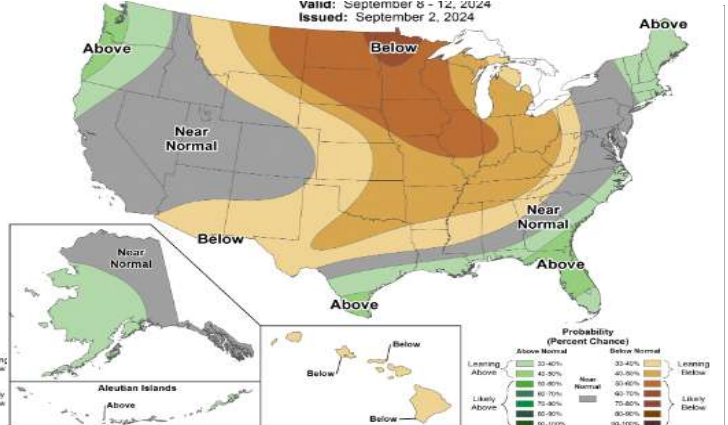 Valid: September 8 - 12, 2024
Issued: September 2, 2024
Above
Below
Above
Near
Normal
Near
Normal
Below
Above
Above
Near
Normal
Below
Below
Below
Aleutian Islands
Above
Probability
(Percent Chance)
Above Normal
Below Normal
Leaning
Above
33-40%
40-50%
33-40%
40-50%
Leaning
Below
Near
Normal
Likely
Above
50-60%
60-70%
70-80%
80-90%
90-100%
50-60%
60-70%
70-80%
80-90%
90-100%
Likely
Below